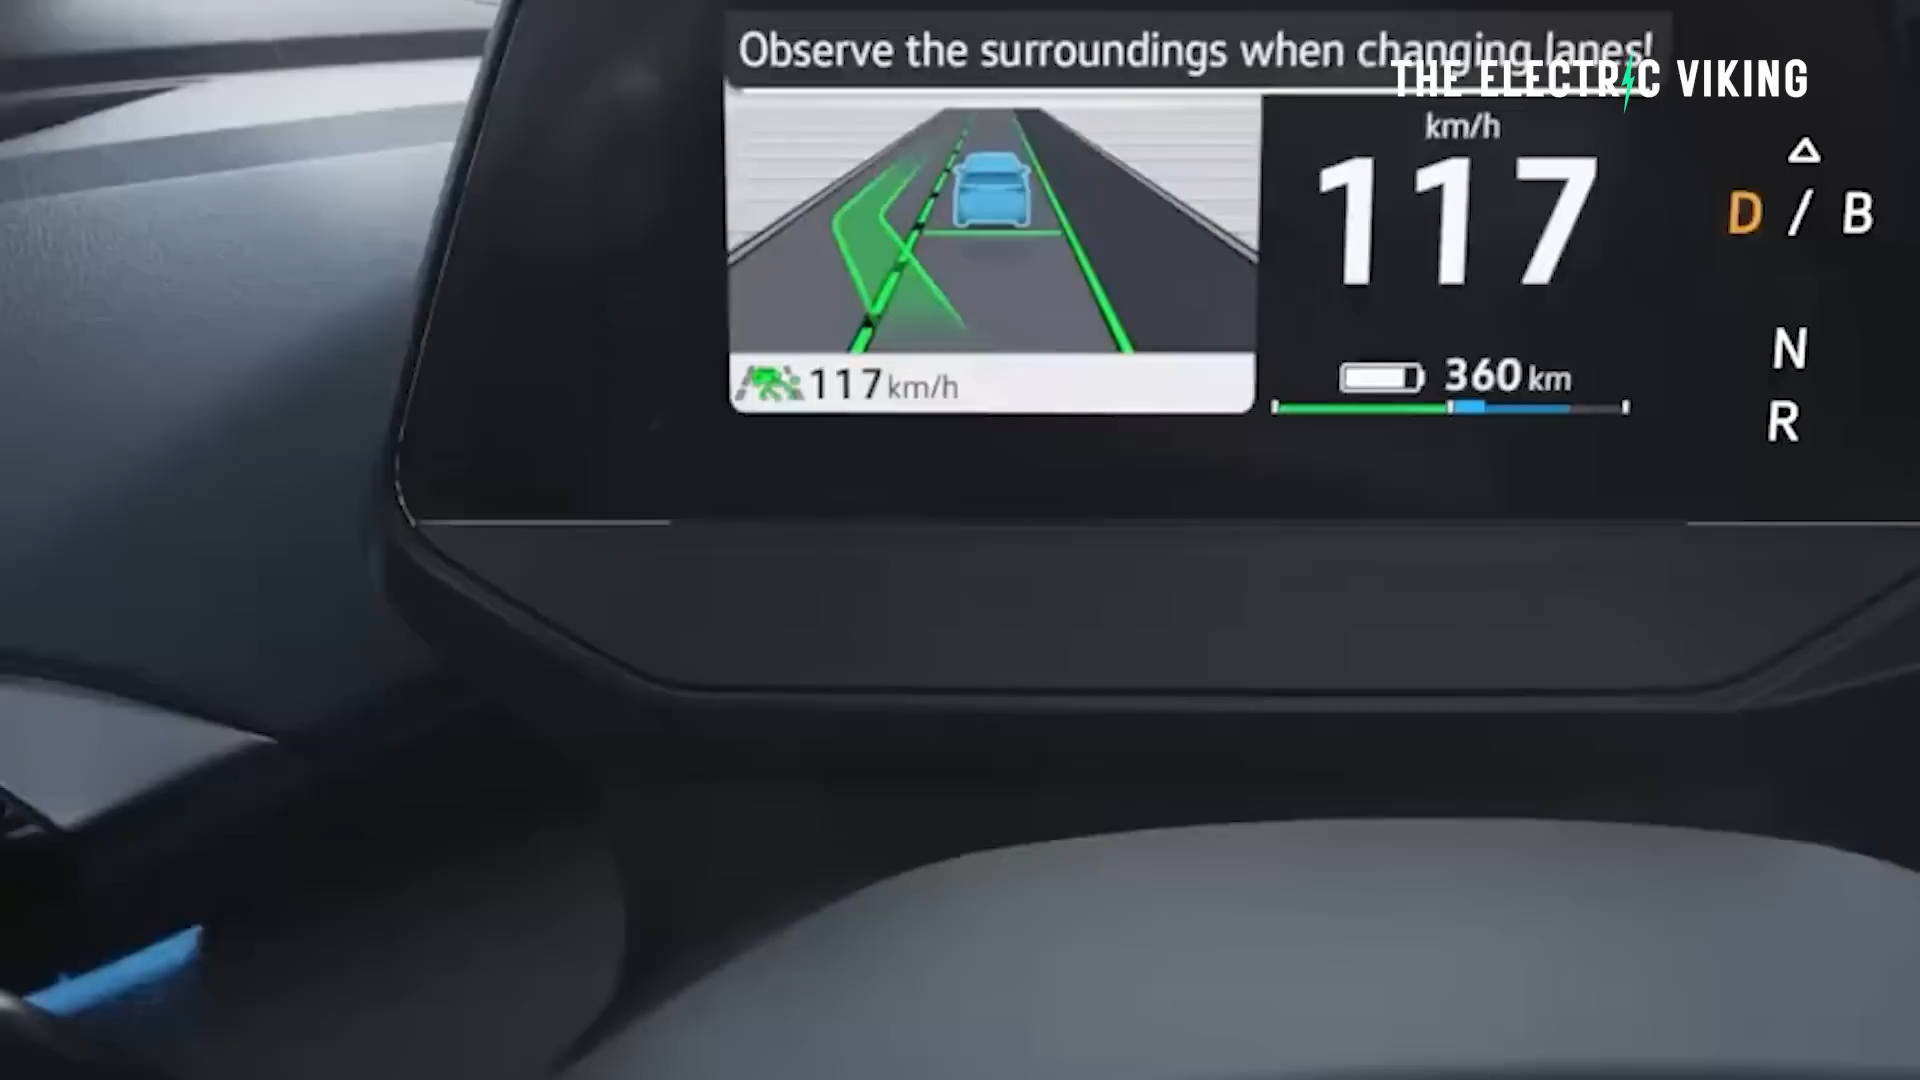 Observe the surroundings when changing lanes!
THE ELECTRIC VIKING
km/h
117
D / B
N
R
360 km
117 km/h